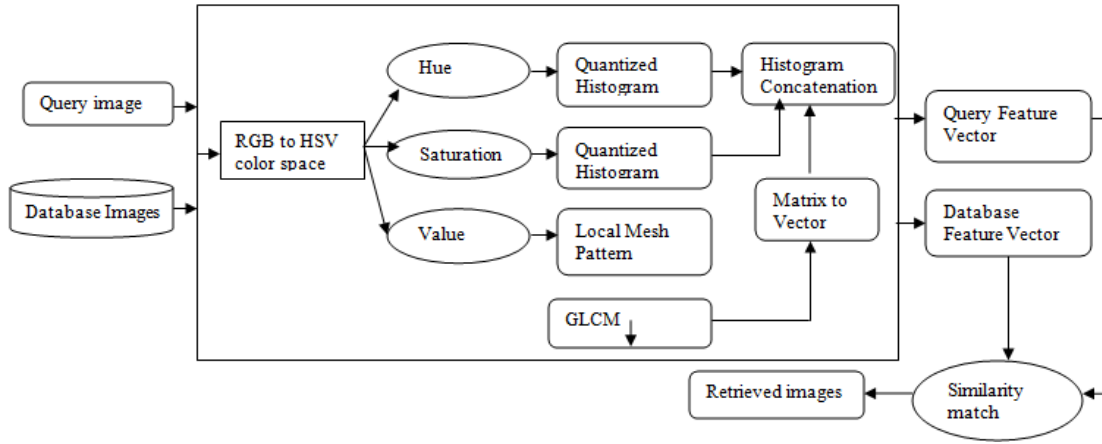 Query image
Database Images
RGB to HSV
color space
Hue
Saturation
Value
Quantized
Histogram
Quantized
Histogram
Local Mesh
Pattern
GLCM
Histogram
Concatenation
Matrix to
Vector
Query Feature
Vector
Database
Feature Vector
Similarity
match
Retrieved images